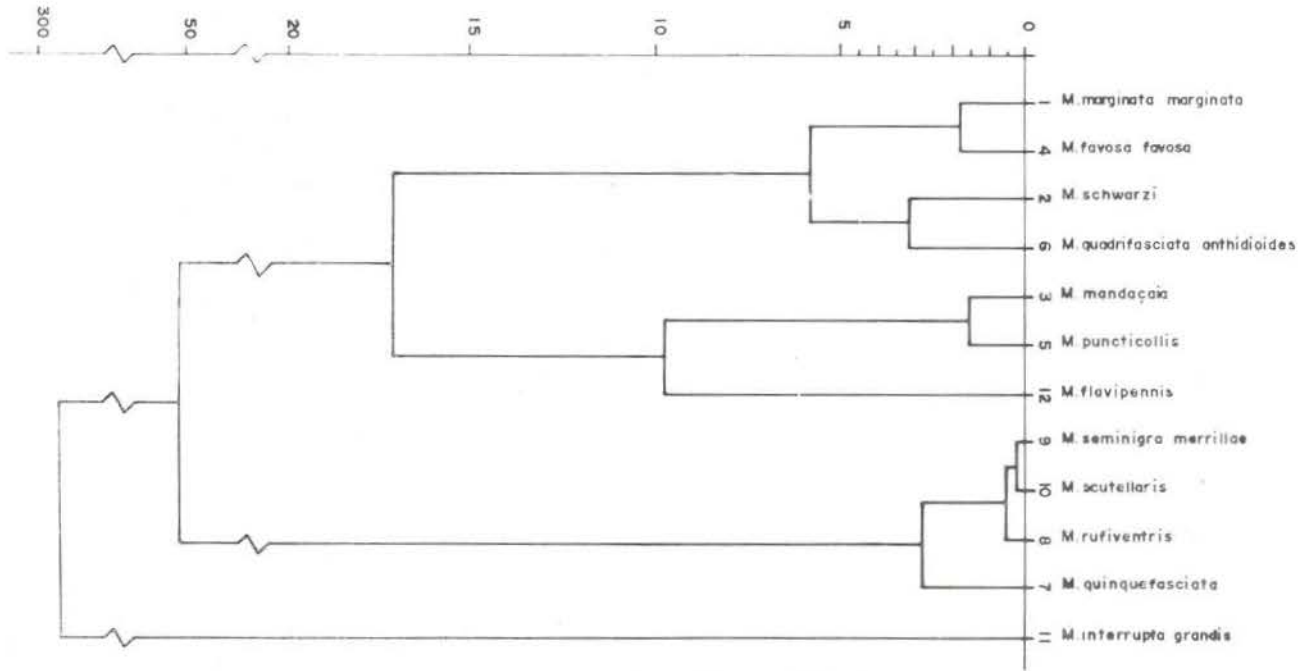 300 50 20 15 10 5 0
1 M. marginata marginata
4 M. favosa favosa
2 M. schwarzi
6 M. quadrifasciata anthidioides
3 M. mandaçaia
5 M. puncticollis
12 M. flavipennis
9 M. seminigra merrillae
10 M. scutellaris
8 M. rufiventris
7 M. quinquefasciata
11 M. interrupta grandis